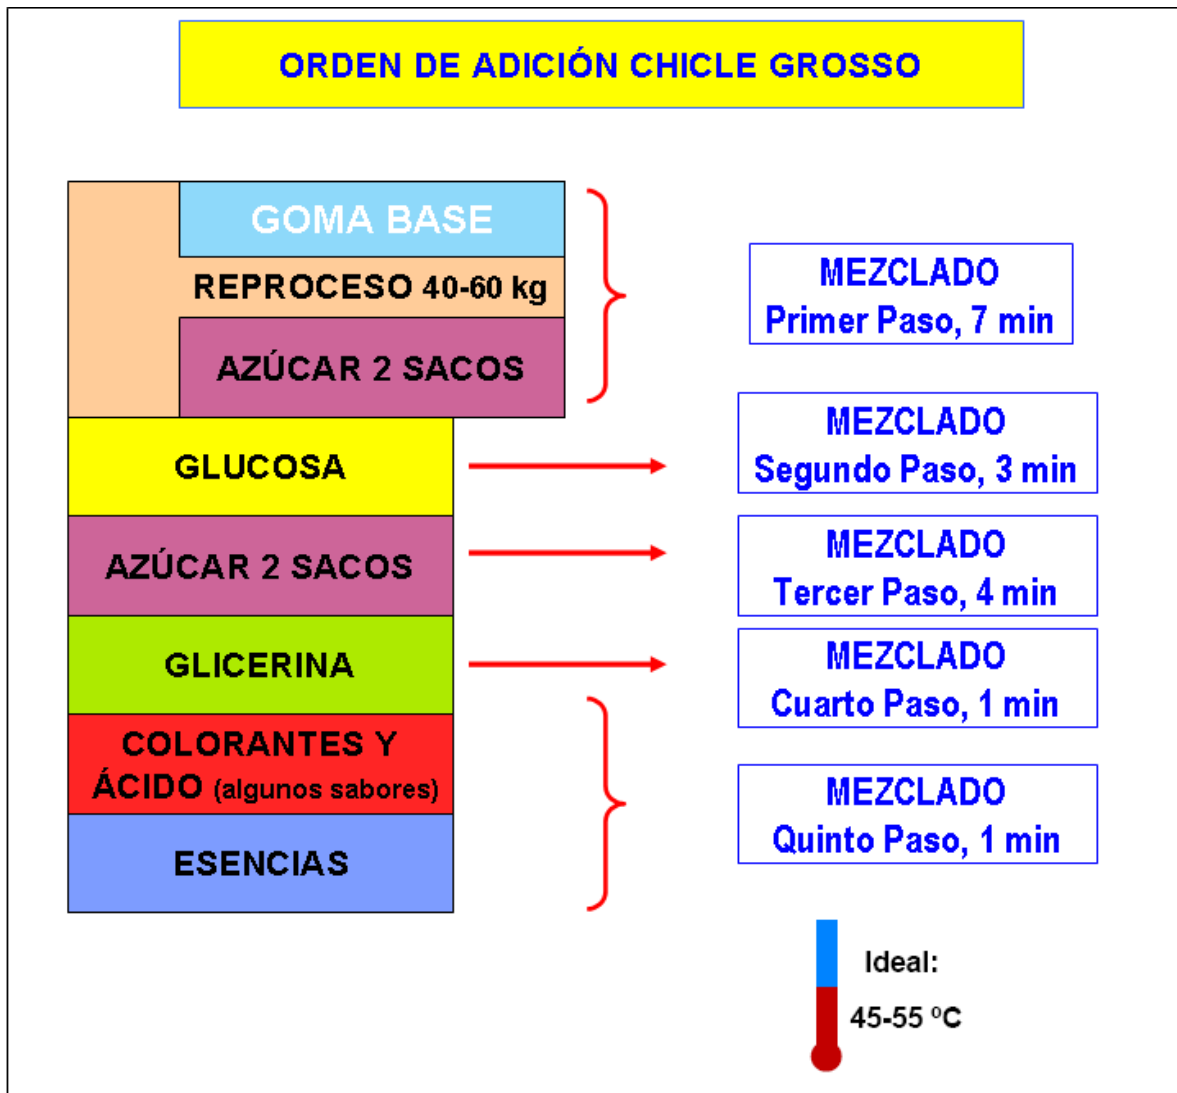 ORDEN DE ADICIÓN CHICLE GROSSO
GOMA BASE
REPROCESO 40-60 kg
AZÚCAR 2 SACOS
MEZCLADO
Primer Paso, 7 min
GLUCOSA
MEZCLADO
Segundo Paso, 3 min
AZÚCAR 2 SACOS
MEZCLADO
Tercer Paso, 4 min
GLICERINA
MEZCLADO
Cuarto Paso, 1 min
COLORANTES Y
ÁCIDO (algunos sabores)
ESENCIAS
MEZCLADO
Quinto Paso, 1 min
Ideal:
45-55 ºC